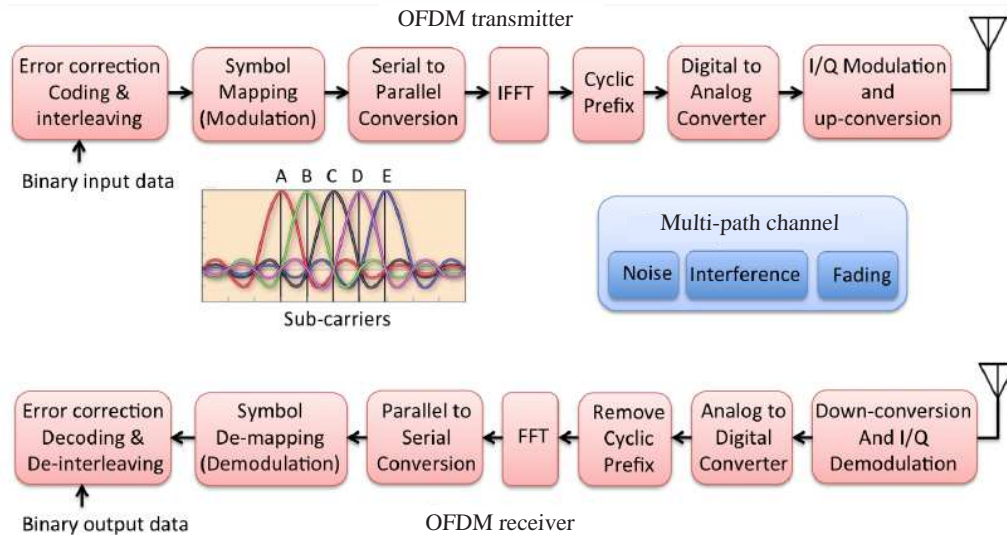 OFDM transmitter
Error correction
Coding &
interleaving
Symbol
Mapping
(Modulation)
Serial to
Parallel
Conversion
IFFT
Cyclic
Prefix
Digital to
Analog
Converter
I/Q Modulation
and
up-conversion
Binary input data
A B C D E
Sub-carriers
Multi-path channel
Noise
Interference
Fading
Error correction
Decoding &
De-interleaving
Symbol
De-mapping
(Demodulation)
Parallel to
Serial
Conversion
FFT
Remove
Cyclic
Prefix
Analog to
Digital
Converter
Down-conversion
And I/Q
Demodulation
Binary output data
OFDM receiver